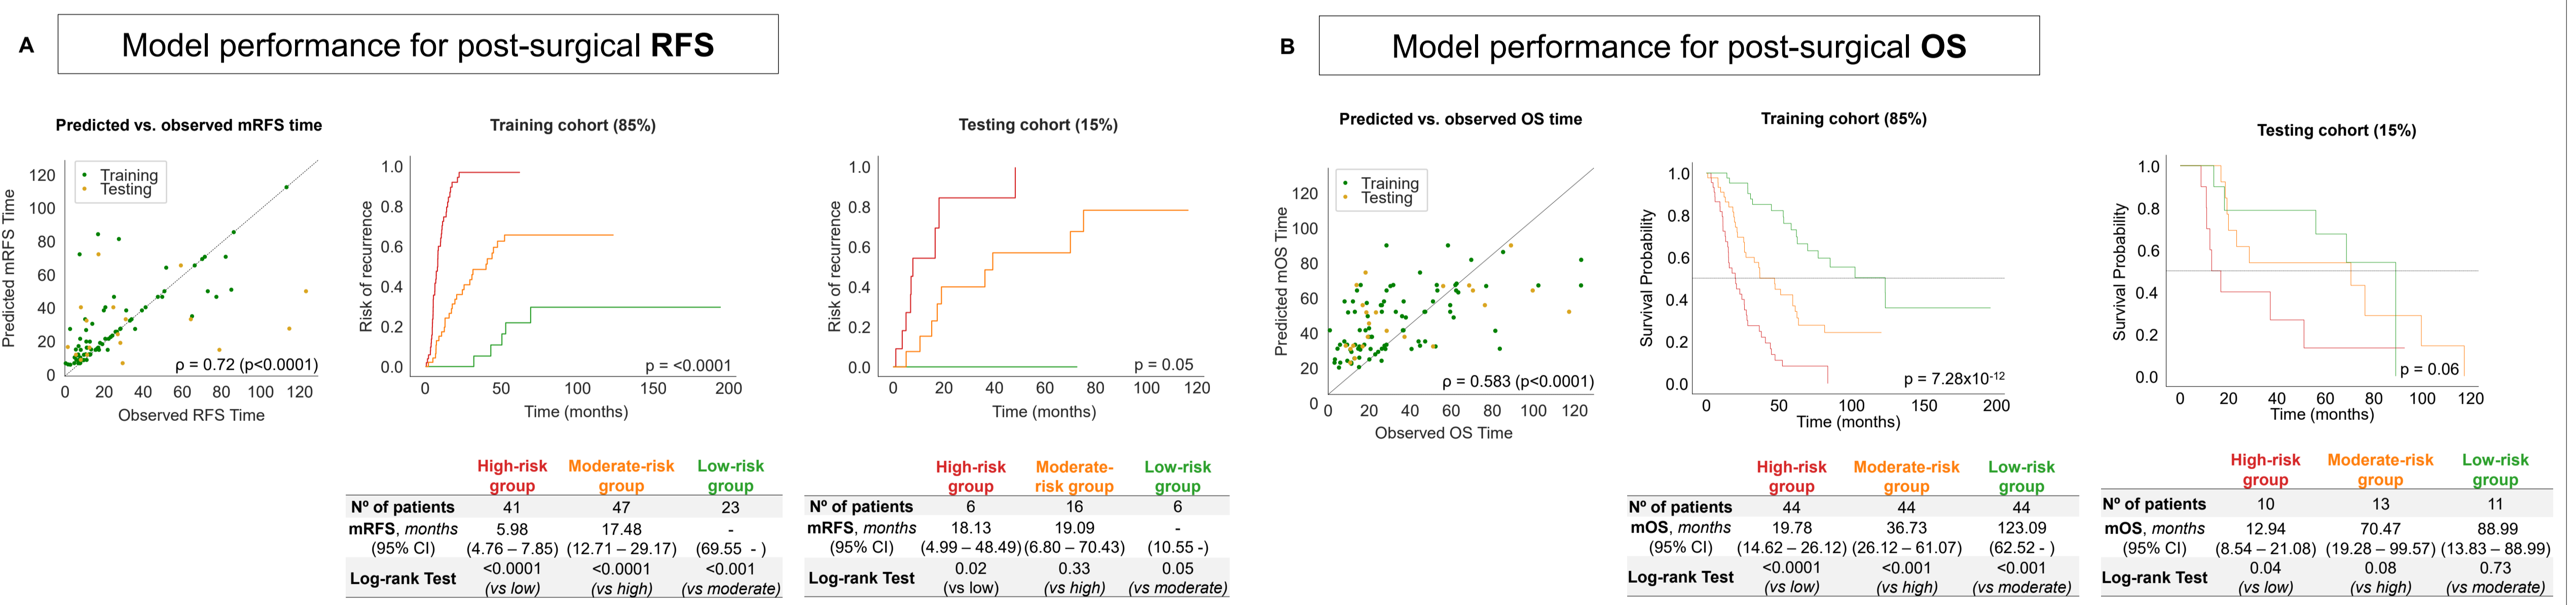 A
Model performance for post-surgical RFS
Predicted vs. observed mRFS time
Predicted mRFS Time
120
100
80
60
40
20
0
Training
Testing
ρ = 0.72 (p<0.0001)
0 20 40 60 80 100 120
Observed RFS Time
Training cohort (85%)
Risk of recurrence
1.0
0.8
0.6
0.4
0.2
0.0
p = <0.0001
0 50 100 150 200
Time (months)
Testing cohort (15%)
Risk of recurrence
1.0
0.8
0.6
0.4
0.2
0.0
p = 0.05
0 20 40 60 80 100 120
Time (months)
High-risk group Moderate-risk group Low-risk group
Nº of patients 41 47 23
mRFS, months 5.98 17.48 -
(95% CI) (4.76 – 7.85) (12.71 – 29.17) (69.55 - )
Log-rank Test <0.0001 <0.0001 <0.001
(vs low) (vs high) (vs moderate)
High-risk group Moderate-risk group Low-risk group
Nº of patients 6 16 6
mRFS, months 18.13 19.09 -
(95% CI) (4.99 – 48.49) (6.80 – 70.43) (10.55 -)
Log-rank Test 0.02 0.33 0.05
(vs low) (vs high) (vs moderate)
B
Model performance for post-surgical OS
Predicted vs. observed OS time
Predicted mOS Time
120
100
80
60
40
20
0
Training
Testing
ρ = 0.583 (p<0.0001)
0 20 40 60 80 100 120
Observed OS Time
Training cohort (85%)
Survival Probability
1.0
0.8
0.6
0.4
0.2
0.0
p = 7.28x10-12
0 50 100 150 200
Time (months)
Testing cohort (15%)
Survival Probability
1.0
0.8
0.6
0.4
0.2
0.0
p = 0.06
0 20 40 60 80 100 120
Time (months)
High-risk group Moderate-risk group Low-risk group
Nº of patients 44 44 44
mOS, months 19.78 36.73 123.09
(95% CI) (14.62 – 26.12) (26.12 – 61.07) (62.52 - )
Log-rank Test <0.0001 <0.001 <0.001
(vs low) (vs high) (vs moderate)
High-risk group Moderate-risk group Low-risk group
Nº of patients 10 13 11
mOS, months 12.94 70.47 88.99
(95% CI) (8.54 – 21.08) (19.28 – 99.57) (13.83 – 88.99)
Log-rank Test 0.04 0.08 0.73
(vs low) (vs high) (vs moderate)